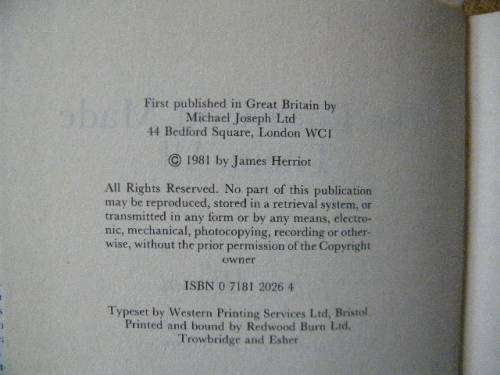 First published in Great Britain by
Michael Joseph Ltd
44 Bedford Square, London WC1
© 1981 by James Herriot
All Rights Reserved. No part of this publication
may be reproduced, stored in a retrieval system, or
transmitted in any form or by any means, electro-
nic, mechanical, photocopying, recording or other-
wise, without the prior permission of the Copyright
owner
ISBN 0 7181 2026 4
Typeset by Western Printing Services Ltd, Bristol
Printed and bound by Redwood Burn Ltd,
Trowbridge and Esher